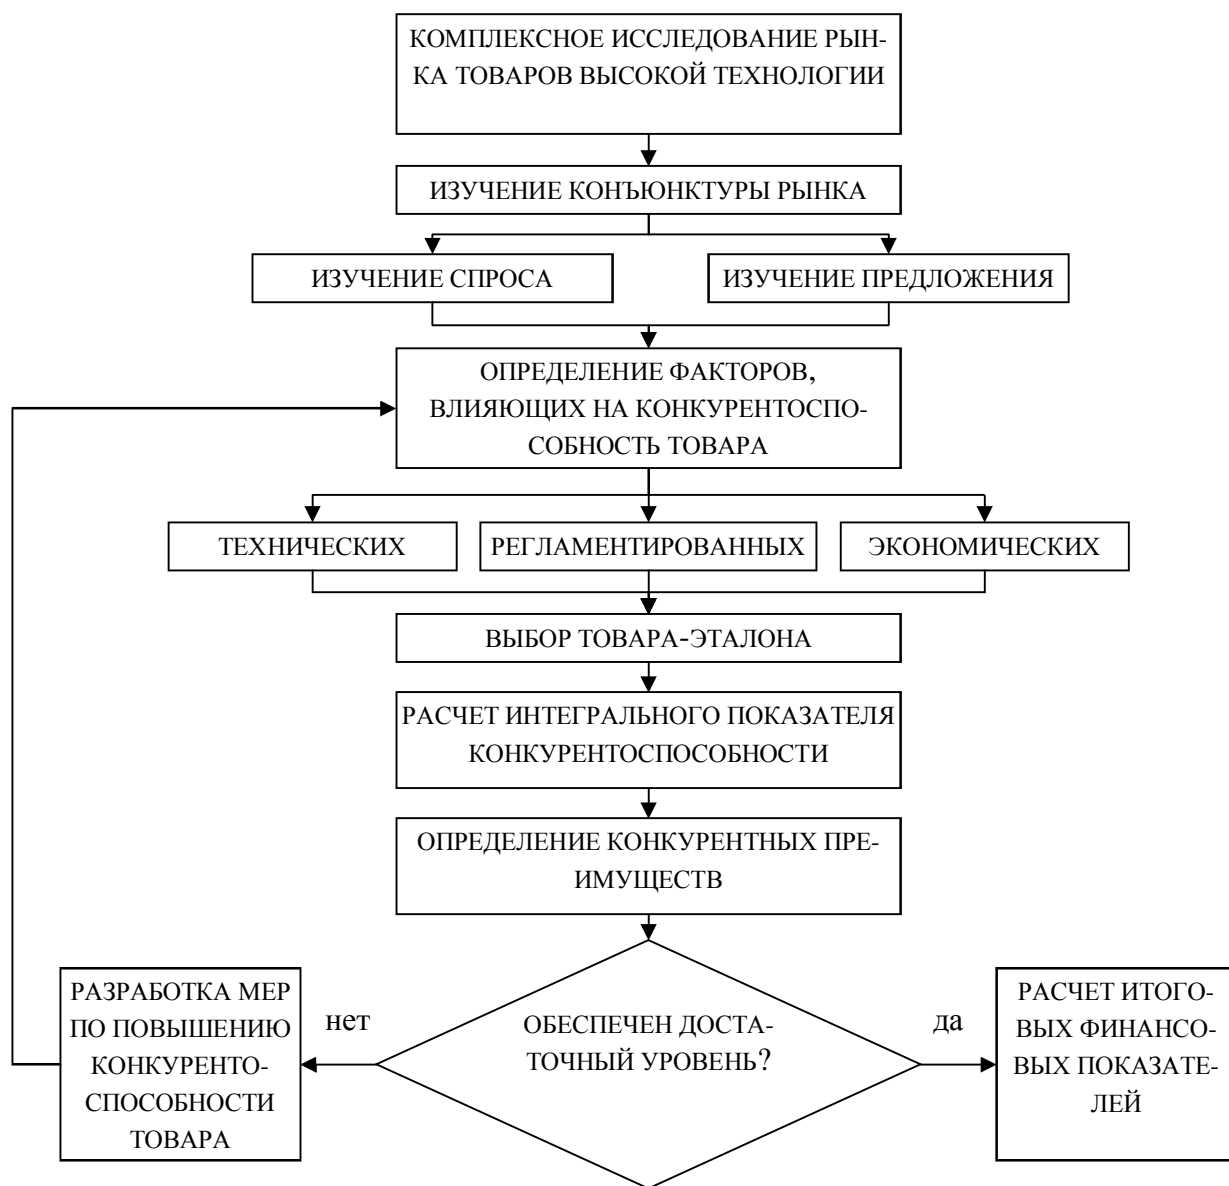 КОМПЛЕКСНОЕ ИССЛЕДОВАНИЕ РЫН-
КА ТОВАРОВ ВЫСОКОЙ ТЕХНОЛОГИИ
ИЗУЧЕНИЕ КОНЪЮНКТУРЫ РЫНКА
ИЗУЧЕНИЕ СПРОСА
ИЗУЧЕНИЕ ПРЕДЛОЖЕНИЯ
ОПРЕДЕЛЕНИЕ ФАКТОРОВ,
ВЛИЯЮЩИХ НА КОНКУРЕНТОСПО-
СОБНОСТЬ ТОВАРА
ТЕХНИЧЕСКИХ
РЕГЛАМЕНТИРОВАННЫХ
ЭКОНОМИЧЕСКИХ
ВЫБОР ТОВАРА-ЭТАЛОНА
РАСЧЕТ ИНТЕГРАЛЬНОГО ПОКАЗАТЕЛЯ
КОНКУРЕНТОСПОСОБНОСТИ
ОПРЕДЕЛЕНИЕ КОНКУРЕНТНЫХ ПРЕ-
ИМУЩЕСТВ
РАЗРАБОТКА МЕР
ПО ПОВЫШЕНИЮ
КОНКУРЕНТО-
СПОСОБНОСТИ
ТОВАРА
нет
ОБЕСПЕЧЕН ДОСТА-
ТОЧНЫЙ УРОВЕНЬ?
да
РАСЧЕТ ИТОГО-
ВЫХ ФИНАНСО-
ВЫХ ПОКАЗАТЕ-
ЛЕЙ